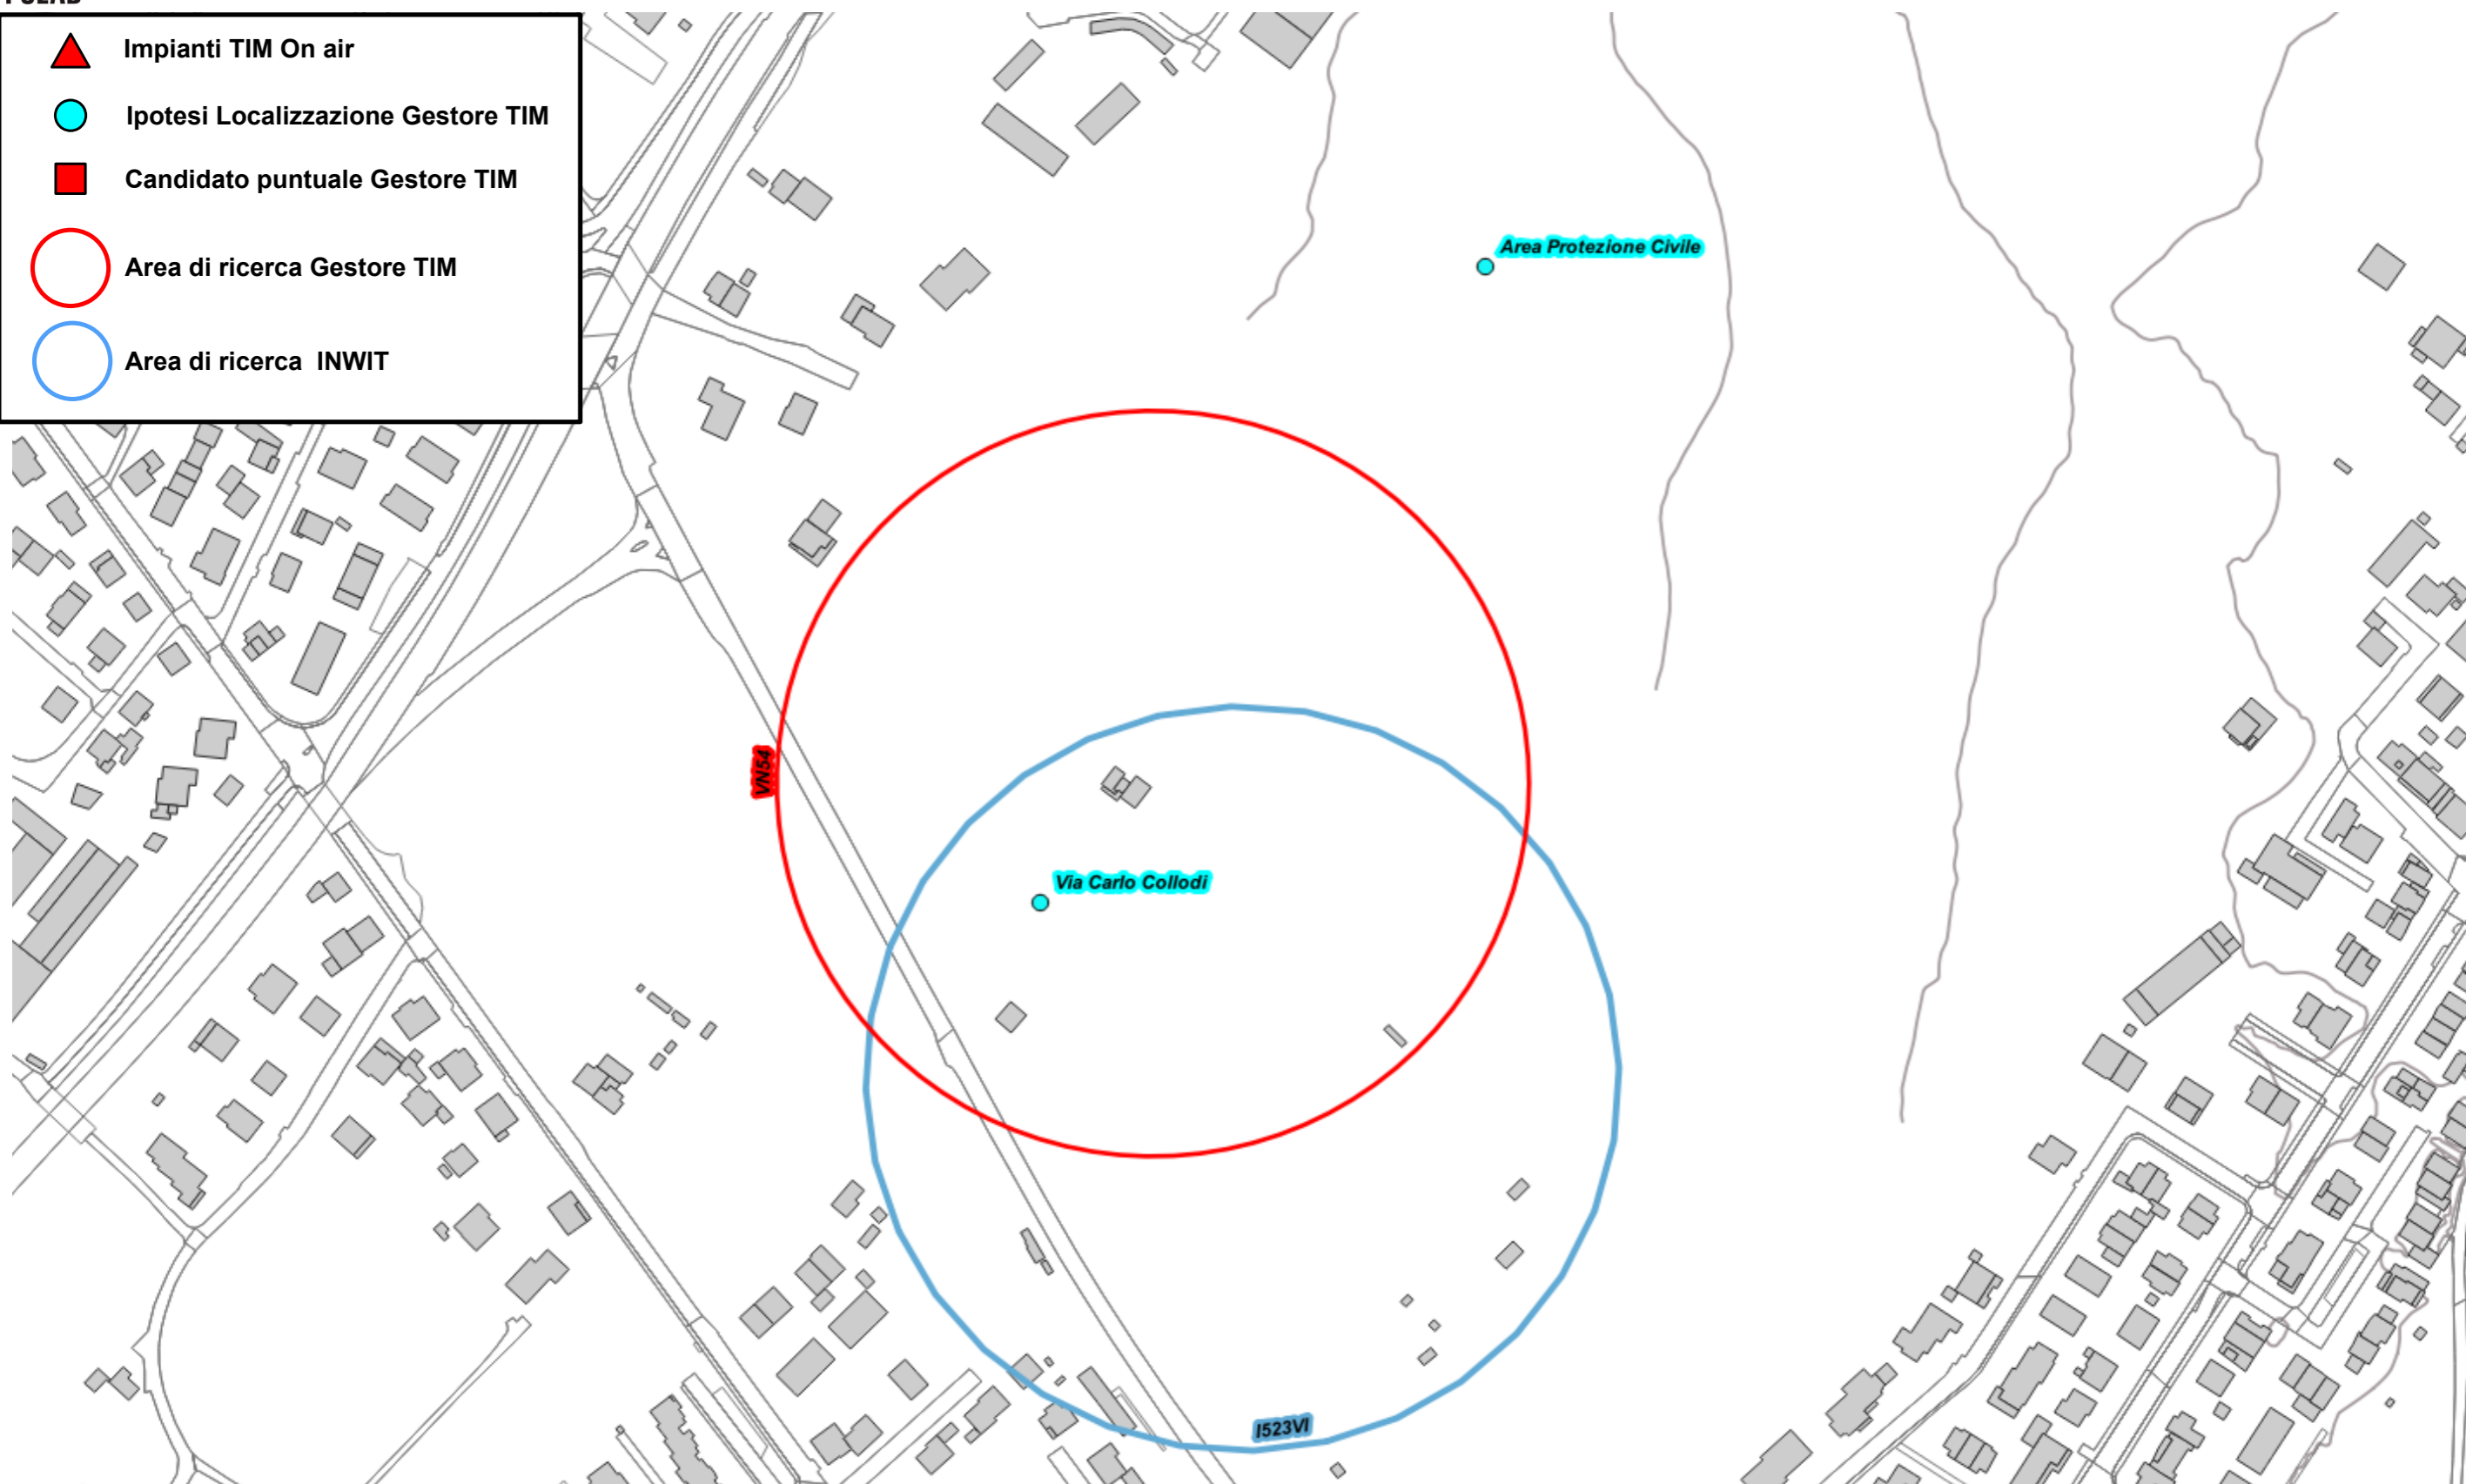 Impianti TIM On air
Ipotesi Localizzazione Gestore TIM
Candidato puntuale Gestore TIM
Area di ricerca Gestore TIM
Area di ricerca INWIT
Area Protezione Civile
VN54
Via Carlo Collodi
I523VI